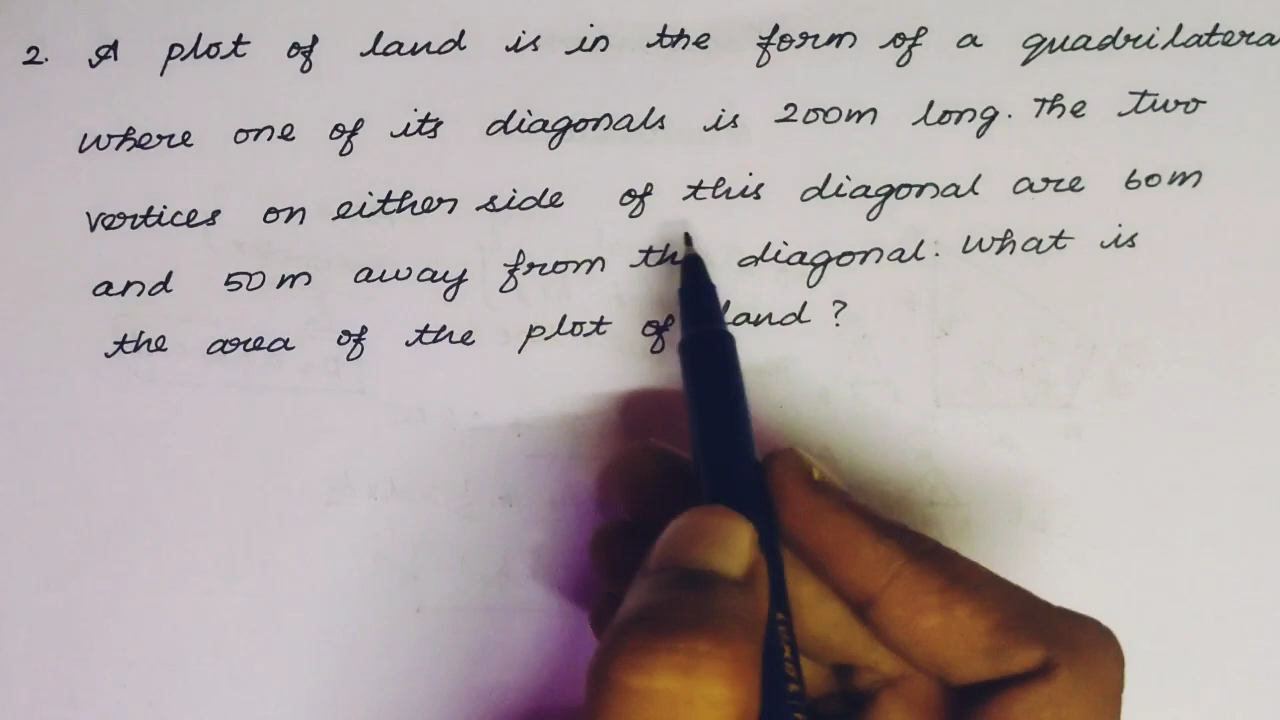 2. A plot of land is in the form of a quadrilatera
where one of its diagonals is 200m long. The two
vertices on either side of this diagonal are 60m
and 50m away from th diagonal. What is
the area of the plot of land?